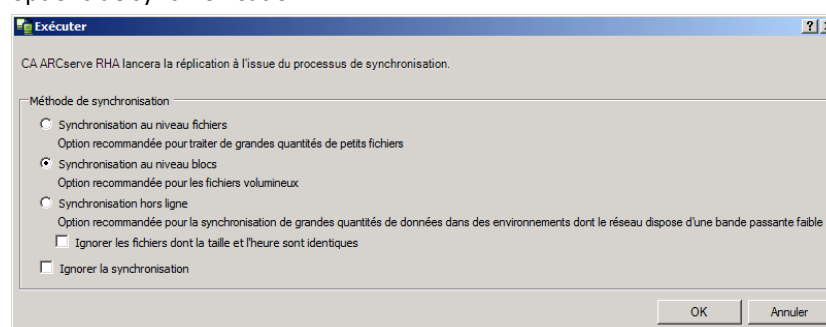 Exécuter
CA ARCserve RHA lancera la réplication à l'issue du processus de synchronisation.
Méthode de synchronisation
Synchronisation au niveau fichiers
Option recommandée pour traiter de grandes quantités de petits fichiers
Synchronisation au niveau blocs
Option recommandée pour les fichiers volumineux
Synchronisation hors ligne
Option recommandée pour la synchronisation de grandes quantités de données dans des environnements dont le réseau dispose d'une bande passante faible
Ignorer les fichiers dont la taille et l'heure sont identiques
Ignorer la synchronisation
OK Annuler